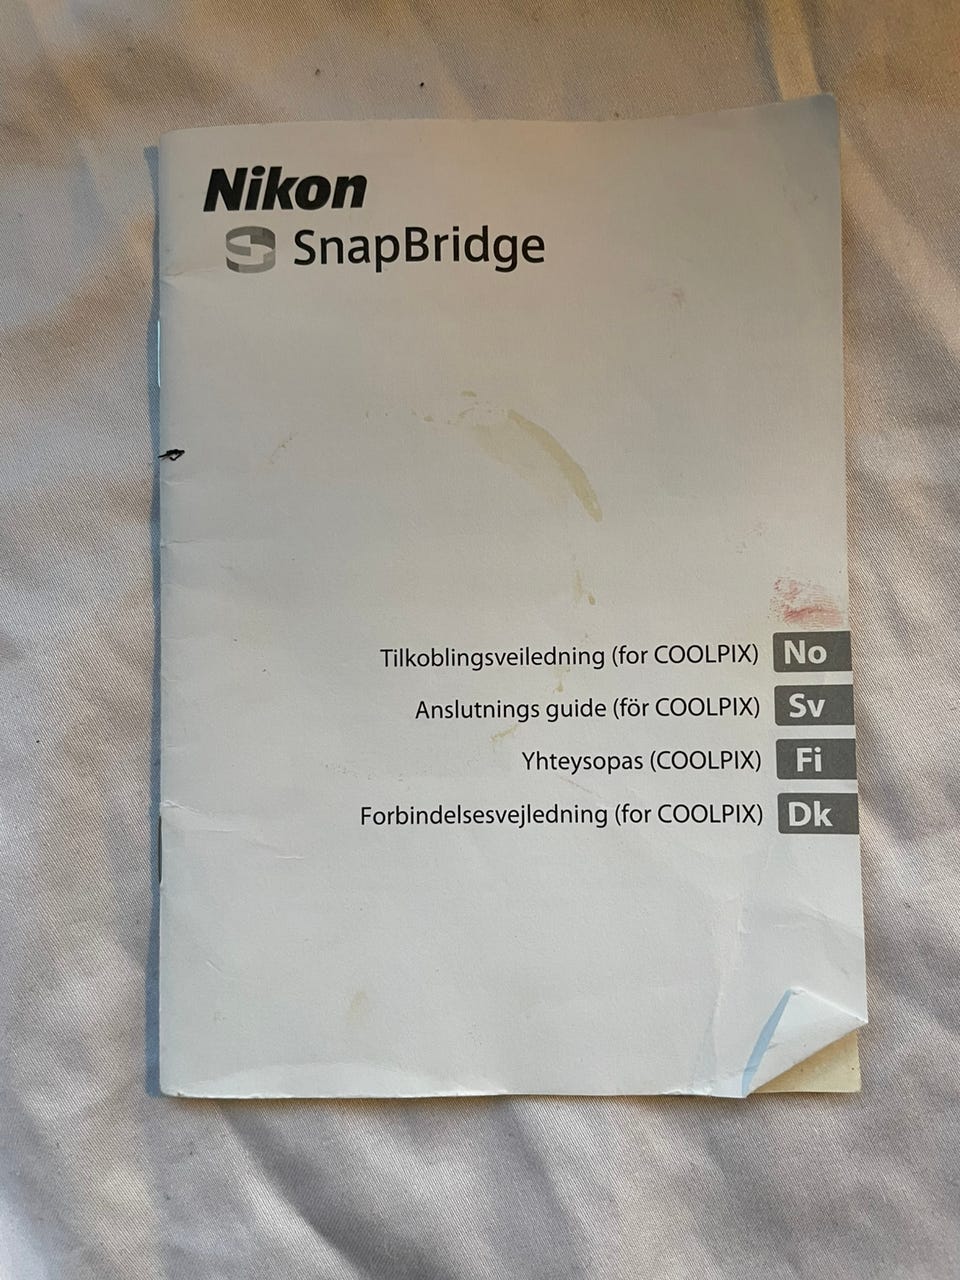 Nikon
SnapBridge
Tilkoblingsveiledning (for COOLPIX) No
Anslutnings guide (för COOLPIX) Sv
Yhteysopas (COOLPIX) Fi
Forbindelsesvejledning (for COOLPIX) Dk